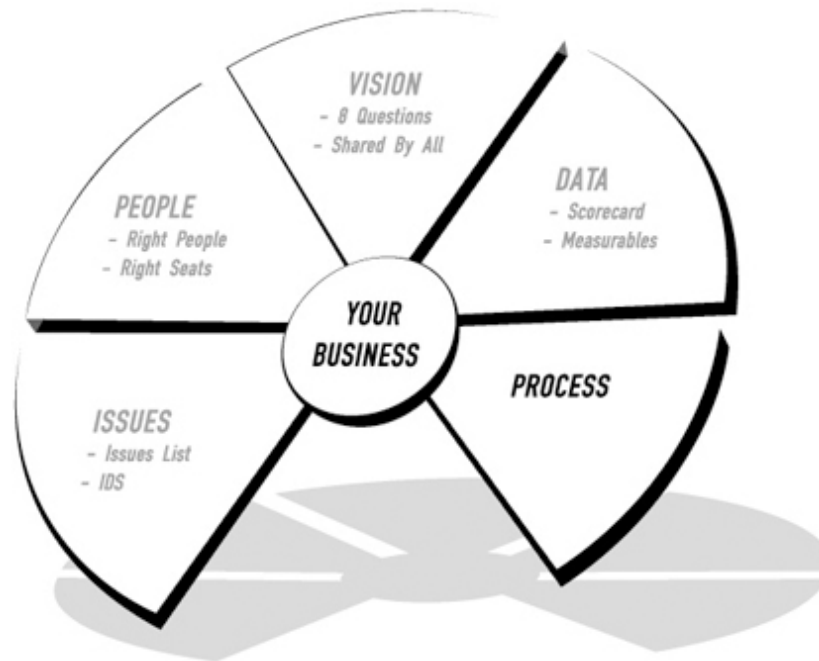 VISION
- 8 Questions
- Shared By All
PEOPLE
- Right People
- Right Seats
DATA
- Scorecard
- Measurables
YOUR
BUSINESS
PROCESS
ISSUES
- Issues List
- IDS